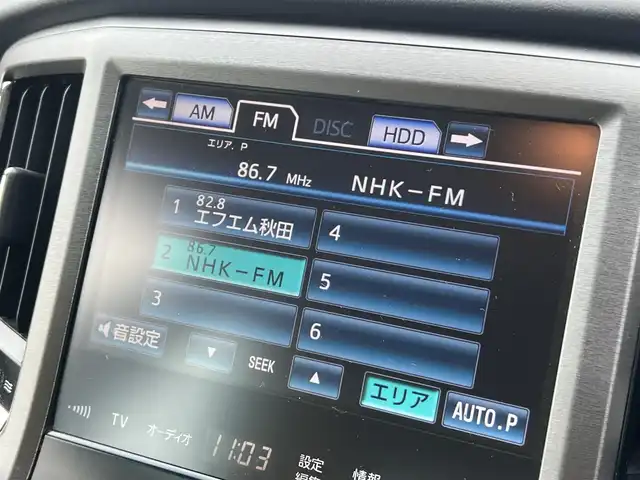 AM FM DISC HDD
エリア. P
86.7 MHz NHK-FM
1 82.8 エフエム秋田
4
2 86.7 NHK-FM
5
3
6
音設定
SEEK
エリア
AUTO.P
TV オーディオ 11:03 設定 情報